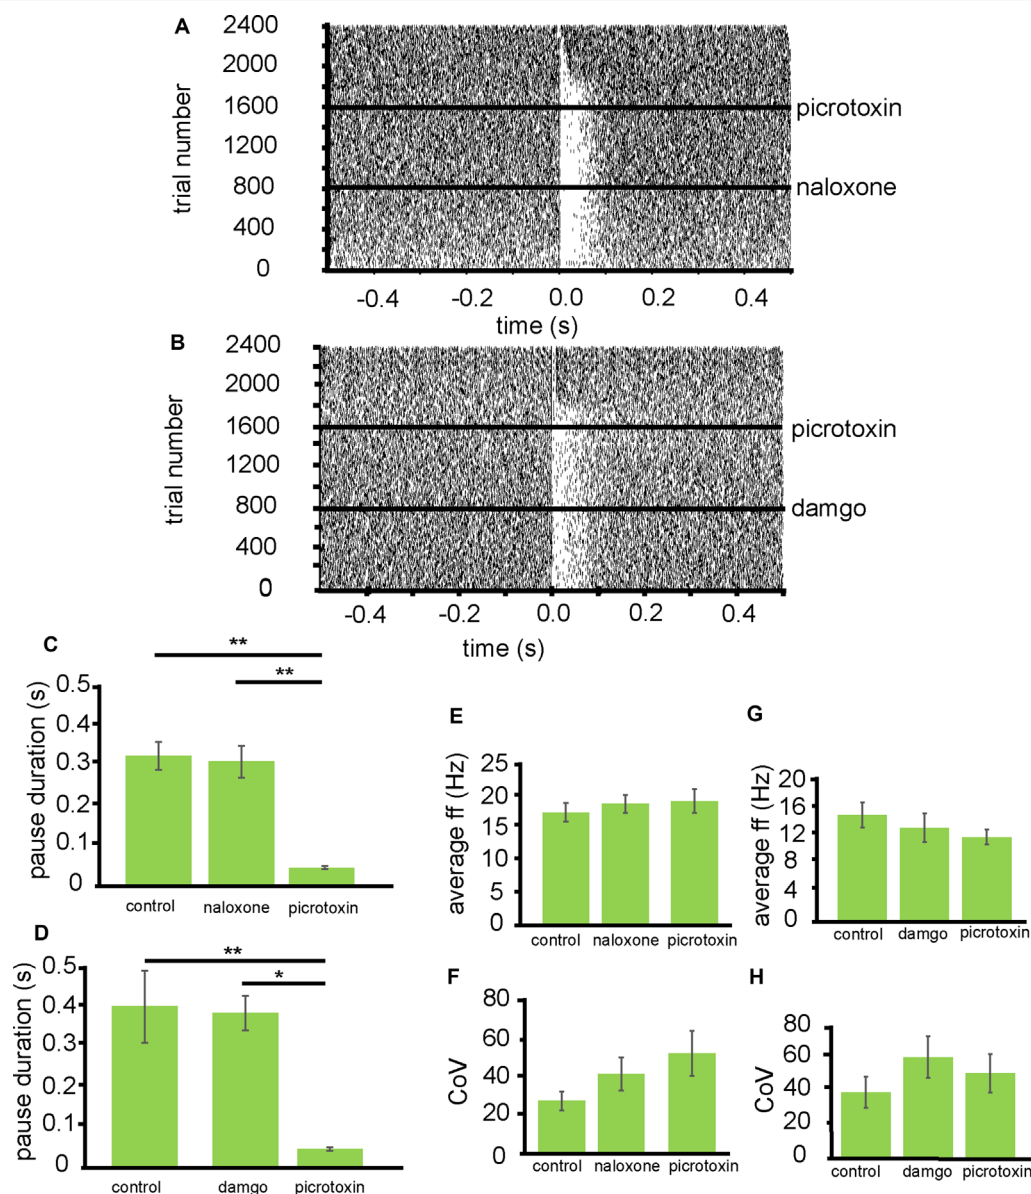 A
trial number
2400
2000
1600
1200
800
400
0
picrotoxin
naloxone
-0.4 -0.2 0.0 0.2 0.4
time (s)
B
trial number
2400
2000
1600
1200
800
400
0
picrotoxin
damgo
-0.4 -0.2 0.0 0.2 0.4
time (s)
C
**
**
pause duration (s)
0.5
0.4
0.3
0.2
0.1
0
control naloxone picrotoxin
D
**
*
pause duration (s)
0.5
0.4
0.3
0.2
0.1
0
control damgo picrotoxin
E
average ff (Hz)
25
20
15
10
5
0
control naloxone picrotoxin
F
CoV
80
60
40
20
0
control naloxone picrotoxin
G
average ff (Hz)
20
16
12
8
4
0
control damgo picrotoxin
H
CoV
80
60
40
20
0
control damgo picrotoxin